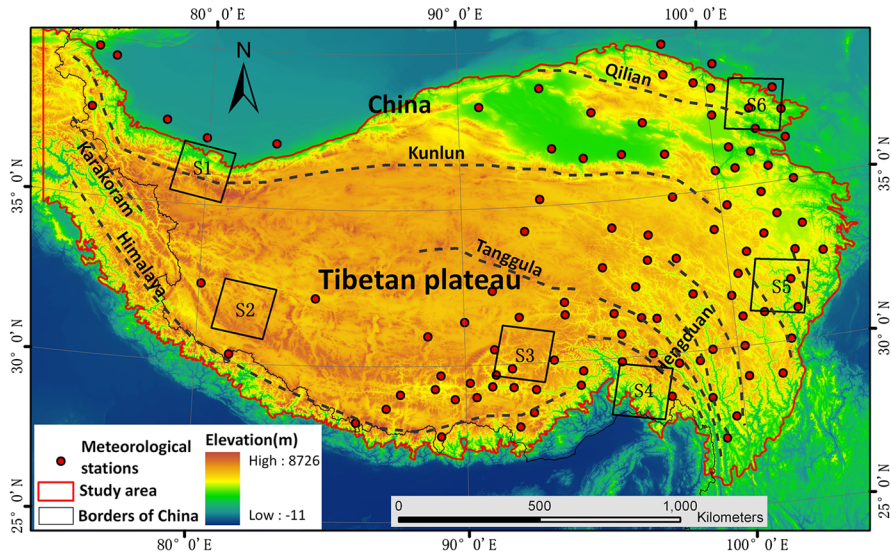 80° 0'E
90° 0'E
100° 0'E
N
Qilian
China
S6
Kunlun
S1
35° 0'N
35° 0'N
Karakoram
Himalaya
Tanggula
Tibetan plateau
S5
S2
Hengduan
30° 0'N
30° 0'N
S3
S4
Meteorological
stations
Study area
Borders of China
Elevation(m)
High : 8726
Low : -11
0
500
1,000
Kilometers
25° 0'N
25° 0'N
80° 0'E
90° 0'E
100° 0'E